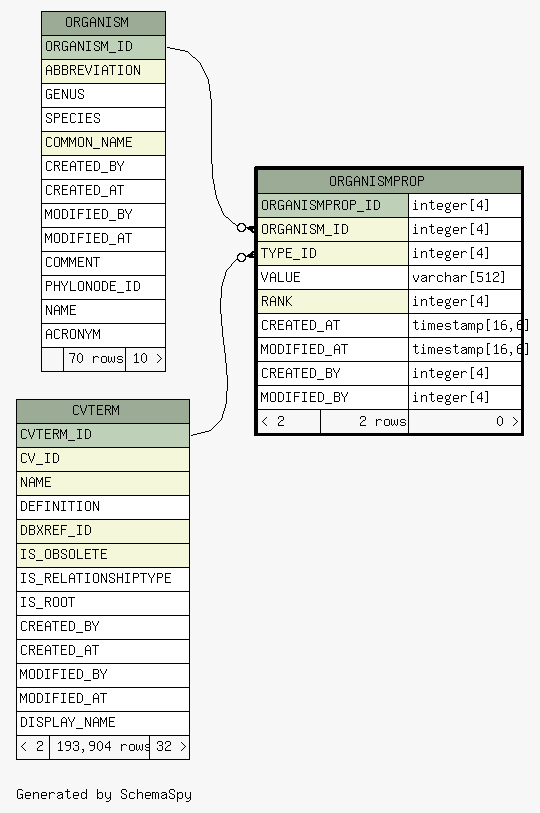 ORGANISM
ORGANISM_ID
ABBREVIATION
GENUS
SPECIES
COMMON_NAME
CREATED_BY
CREATED_AT
MODIFIED_BY
MODIFIED_AT
COMMENT
PHYLONODE_ID
NAME
ACRONYM
70 rows 10 >
ORGANISMPROP
ORGANISMPROP_ID integer[4]
ORGANISM_ID integer[4]
TYPE_ID integer[4]
VALUE varchar[512]
RANK integer[4]
CREATED_AT timestamp[16,6]
MODIFIED_AT timestamp[16,6]
CREATED_BY integer[4]
MODIFIED_BY integer[4]
< 2 2 rows 0 >
CVTERM
CVTERM_ID
CV_ID
NAME
DEFINITION
DBXREF_ID
IS_OBSOLETE
IS_RELATIONSHIPTYPE
IS_ROOT
CREATED_BY
CREATED_AT
MODIFIED_BY
MODIFIED_AT
DISPLAY_NAME
< 2 193,904 rows 32 >
Generated by SchemaSpy